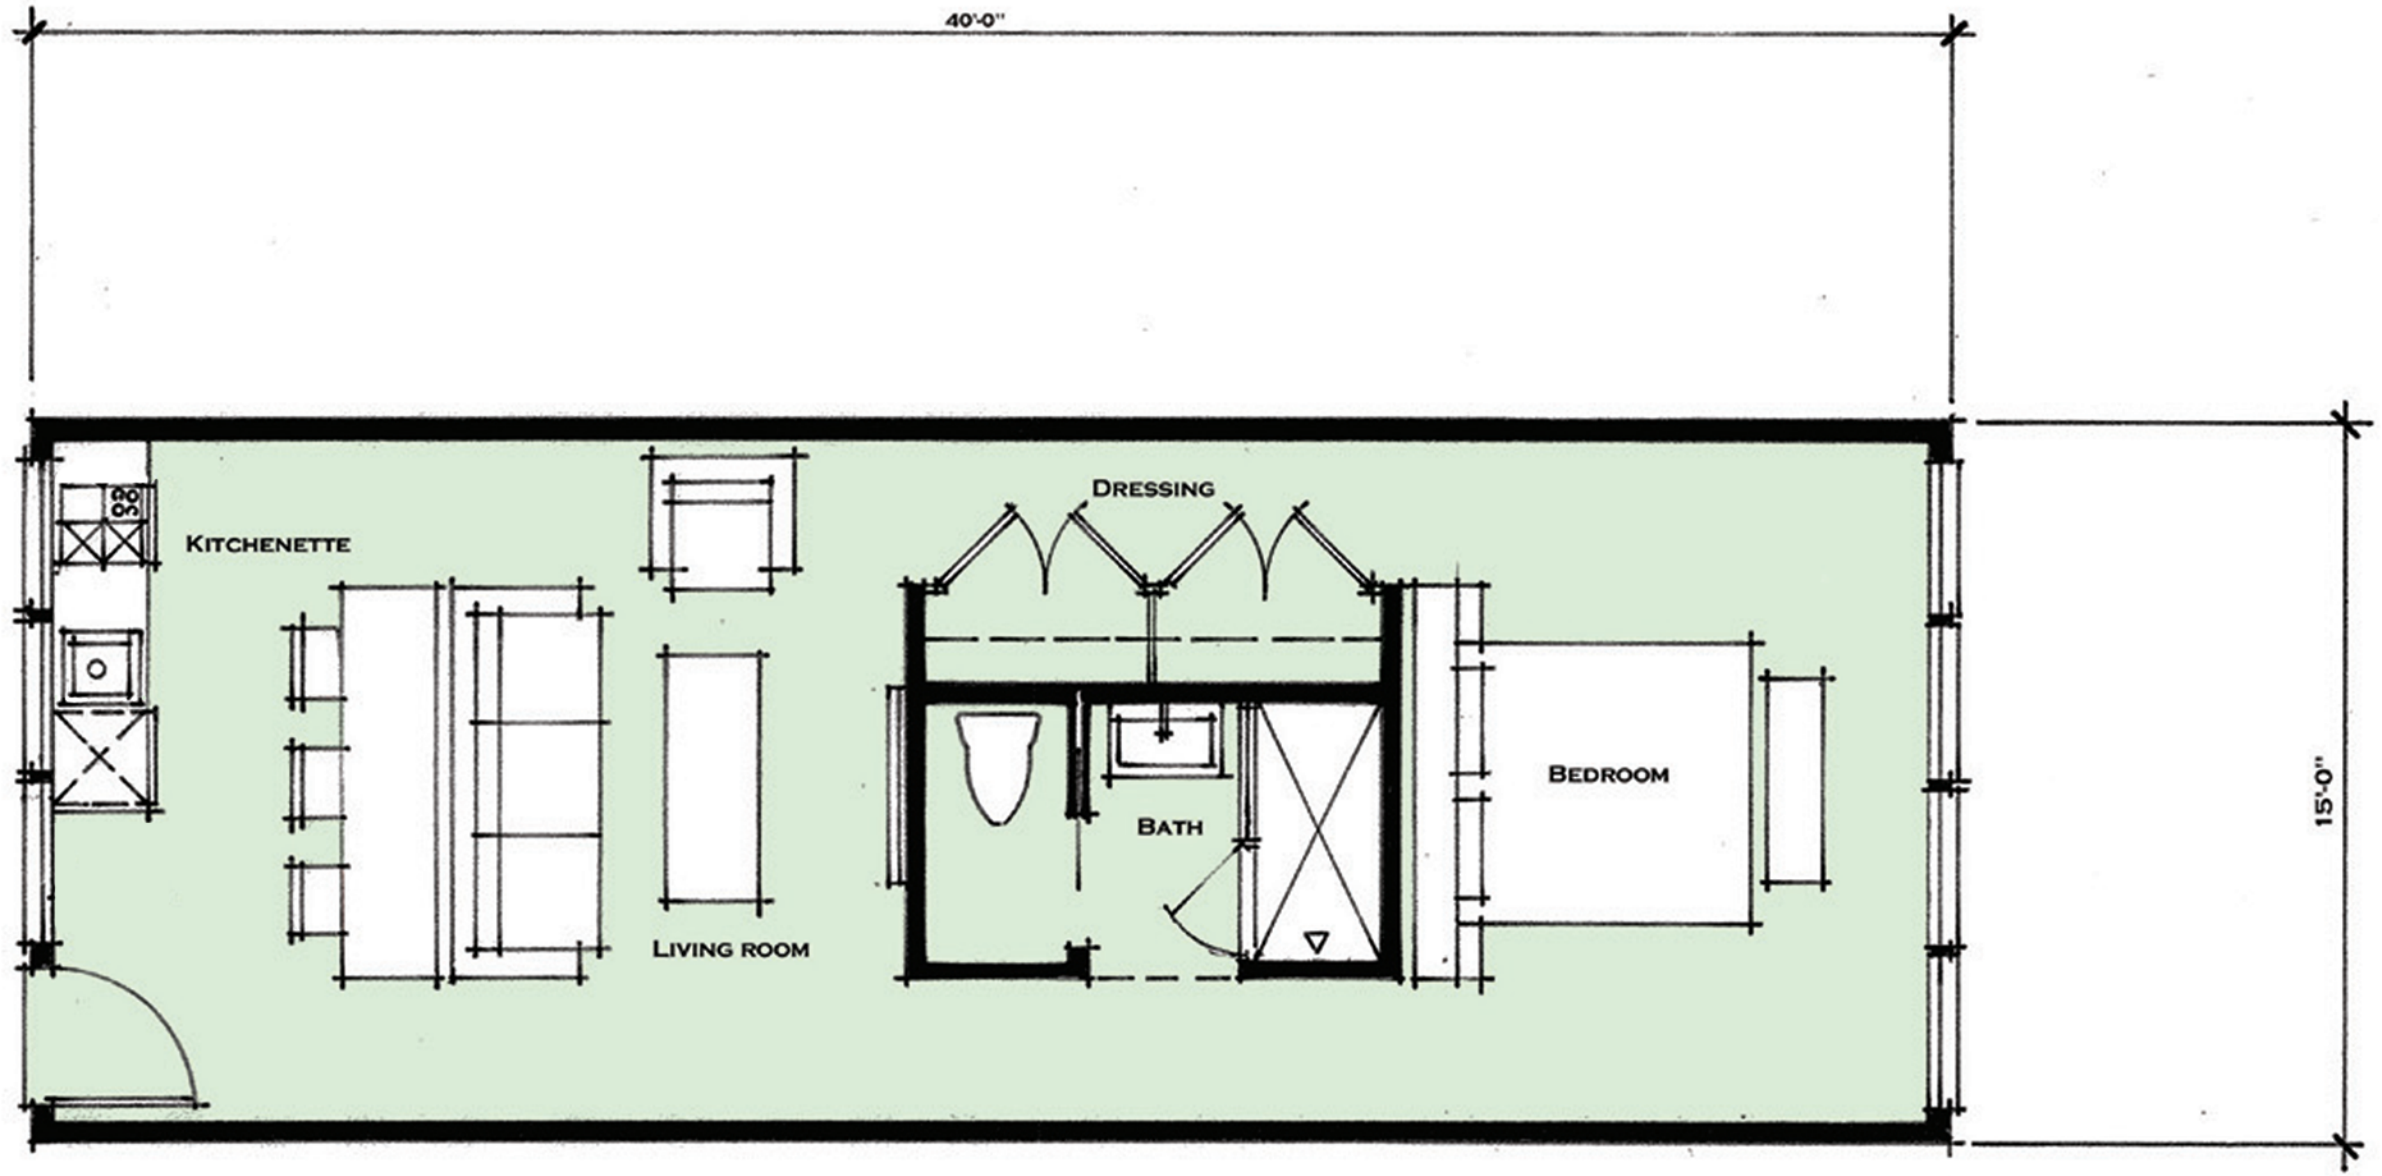 40'-0"
Dressing
Kitchenette
Bedroom
15'-0"
Bath
Living room